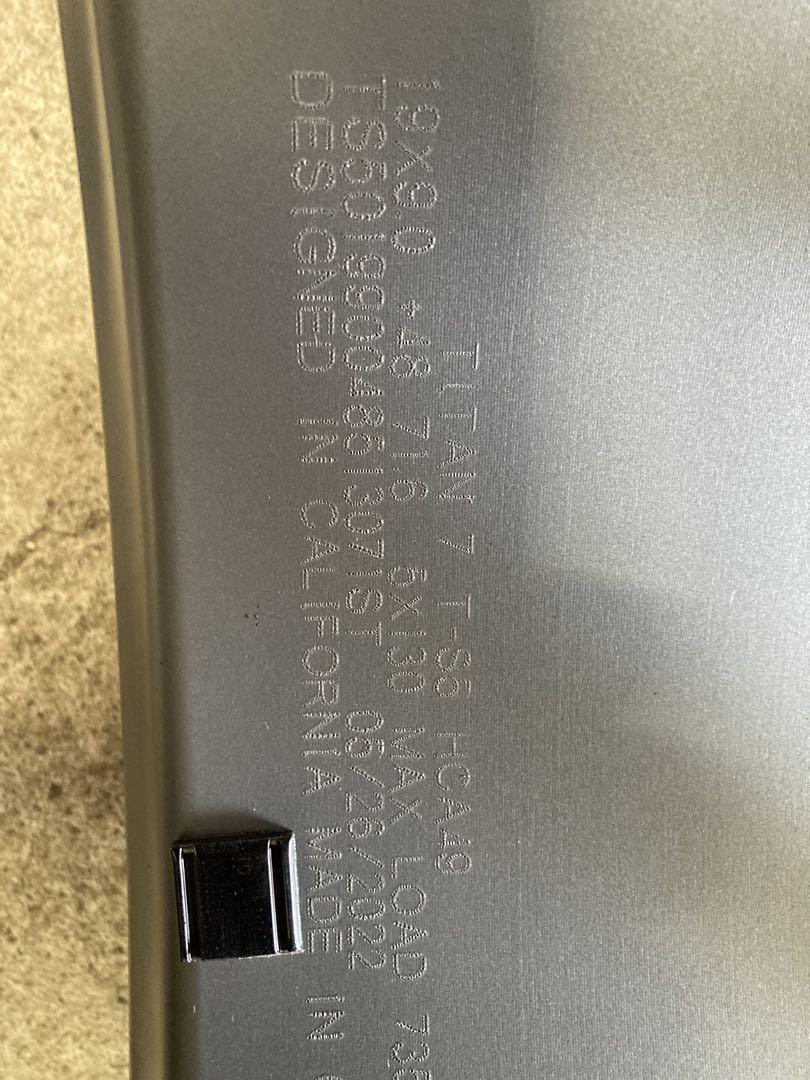 TITAN 7 T-S5 HCA49
19X9.0 +48 71.6 5X130 MAX LOAD
TS501990048513071ST 05/26/2022
DESIGNED IN CALIFORNIA MADE IN